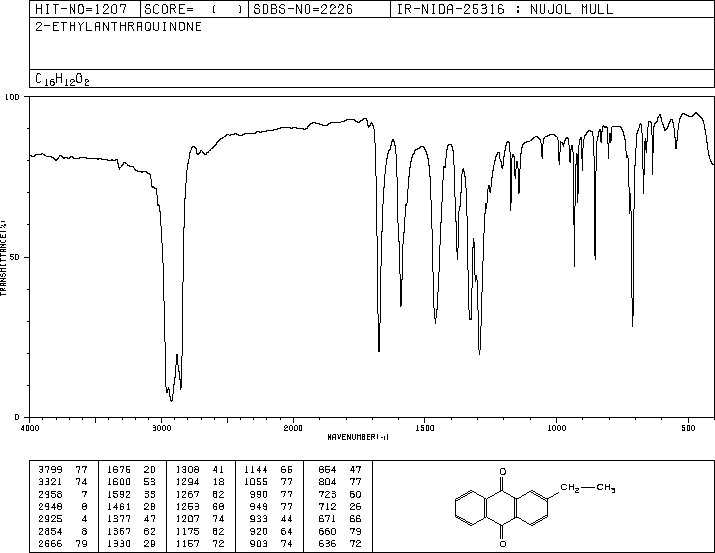 HIT-NO=1207 SCORE= ( ) SDBS-NO=2226 IR-NIDA-25316 : NUJOL MULL
2-ETHYLANTHRAQUINONE
C16H12O2
100
50
0
TRANSMITTANCE(%)
4000 3000 2000 1500 1000 500
WAVENUMBER(-1)
3799 77 1676 20 1308 41 1144 66 854 47
3321 74 1600 53 1294 18 1055 77 804 77
2958 7 1592 35 1267 62 990 77 723 60
2948 8 1461 28 1253 68 949 77 712 26
2925 4 1377 47 1207 74 933 44 671 66
2854 8 1367 62 1175 62 920 64 660 79
2666 79 1330 29 1157 72 903 74 636 72
O
CH2 CH3
O